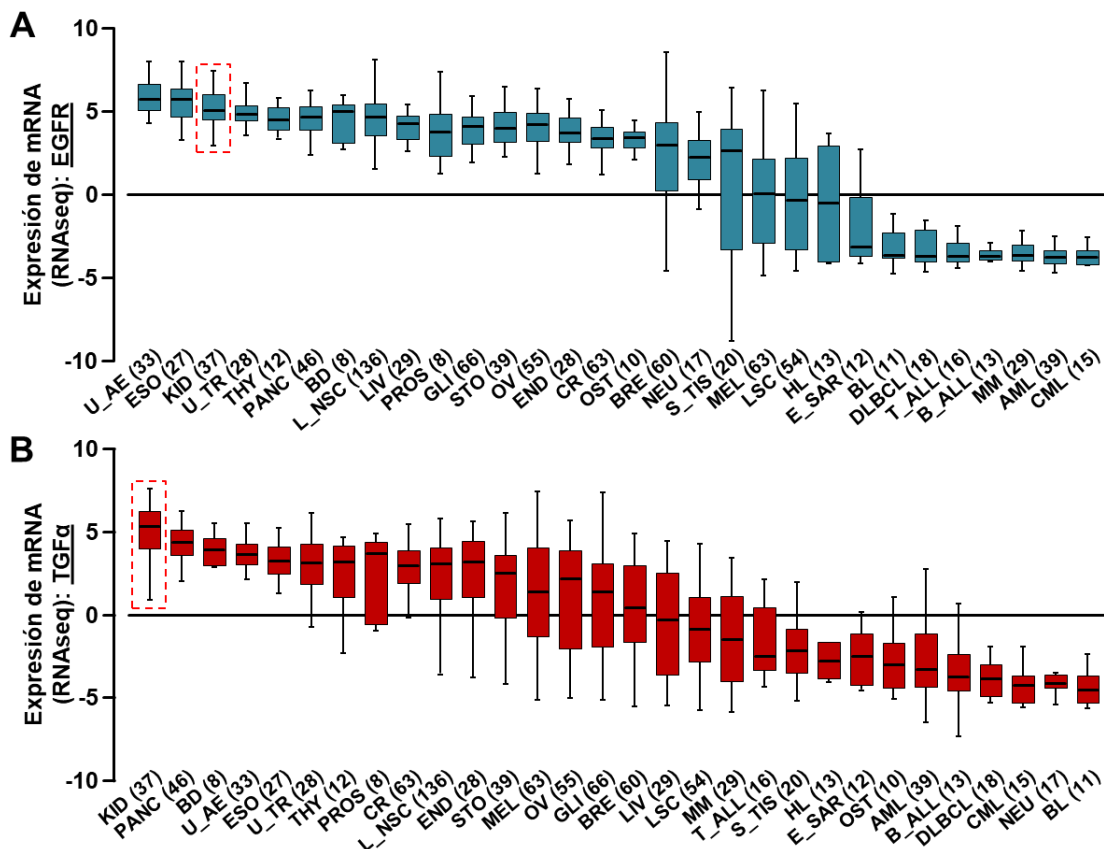 A
Expresión de mRNA
(RNAseq): EGFR
10
5
0
-5
-10
U_AE (33)
ESO (27)
KID (37)
U_TR (28)
THY (12)
PANC (46)
BD (8)
L_NSC (136)
LIV (29)
PROS (8)
GLI (66)
STO (39)
OV (55)
END (28)
CR (63)
OST (10)
BRE (60)
NEU (17)
S_TIS (20)
MEL (63)
LSC (54)
HL (13)
E_SAR (12)
BL (11)
DLBCL (18)
T_ALL (16)
B_ALL (13)
MM (29)
AML (39)
CML (15)
B
Expresión de mRNA
(RNAseq): TGFα
10
5
0
-5
-10
KID (37)
PANC (46)
BD (8)
U_AE (33)
ESO (27)
U_TR (28)
THY (12)
PROS (8)
CR (63)
L_NSC (136)
END (28)
STO (39)
MEL (63)
OV (55)
GLI (66)
BRE (60)
LIV (29)
LSC (54)
MM (29)
T_ALL (16)
S_TIS (20)
HL (13)
E_SAR (12)
OST (10)
AML (39)
B_ALL (13)
DLBCL (18)
CML (15)
NEU (17)
BL (11)